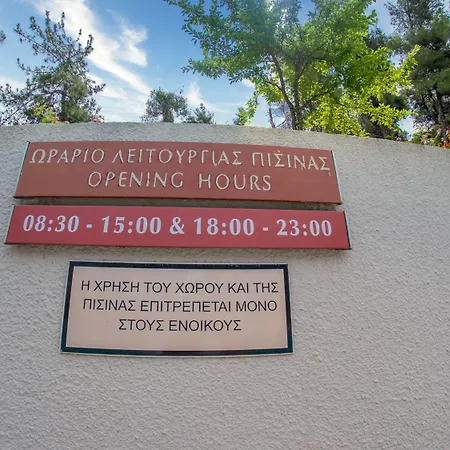 ΩΡΑΡΙΟ ΛΕΙΤΟΥΡΓΙΑΣ ΠΙΣΙΝΑΣ
OPENING HOURS
08:30 - 15:00 & 18:00 - 23:00
Η ΧΡΗΣΗ ΤΟΥ ΧΩΡΟΥ ΚΑΙ ΤΗΣ
ΠΙΣΙΝΑΣ ΕΠΙΤΡΕΠΕΤΑΙ ΜΟΝΟ
ΣΤΟΥΣ ΕΝΟΙΚΟΥΣ